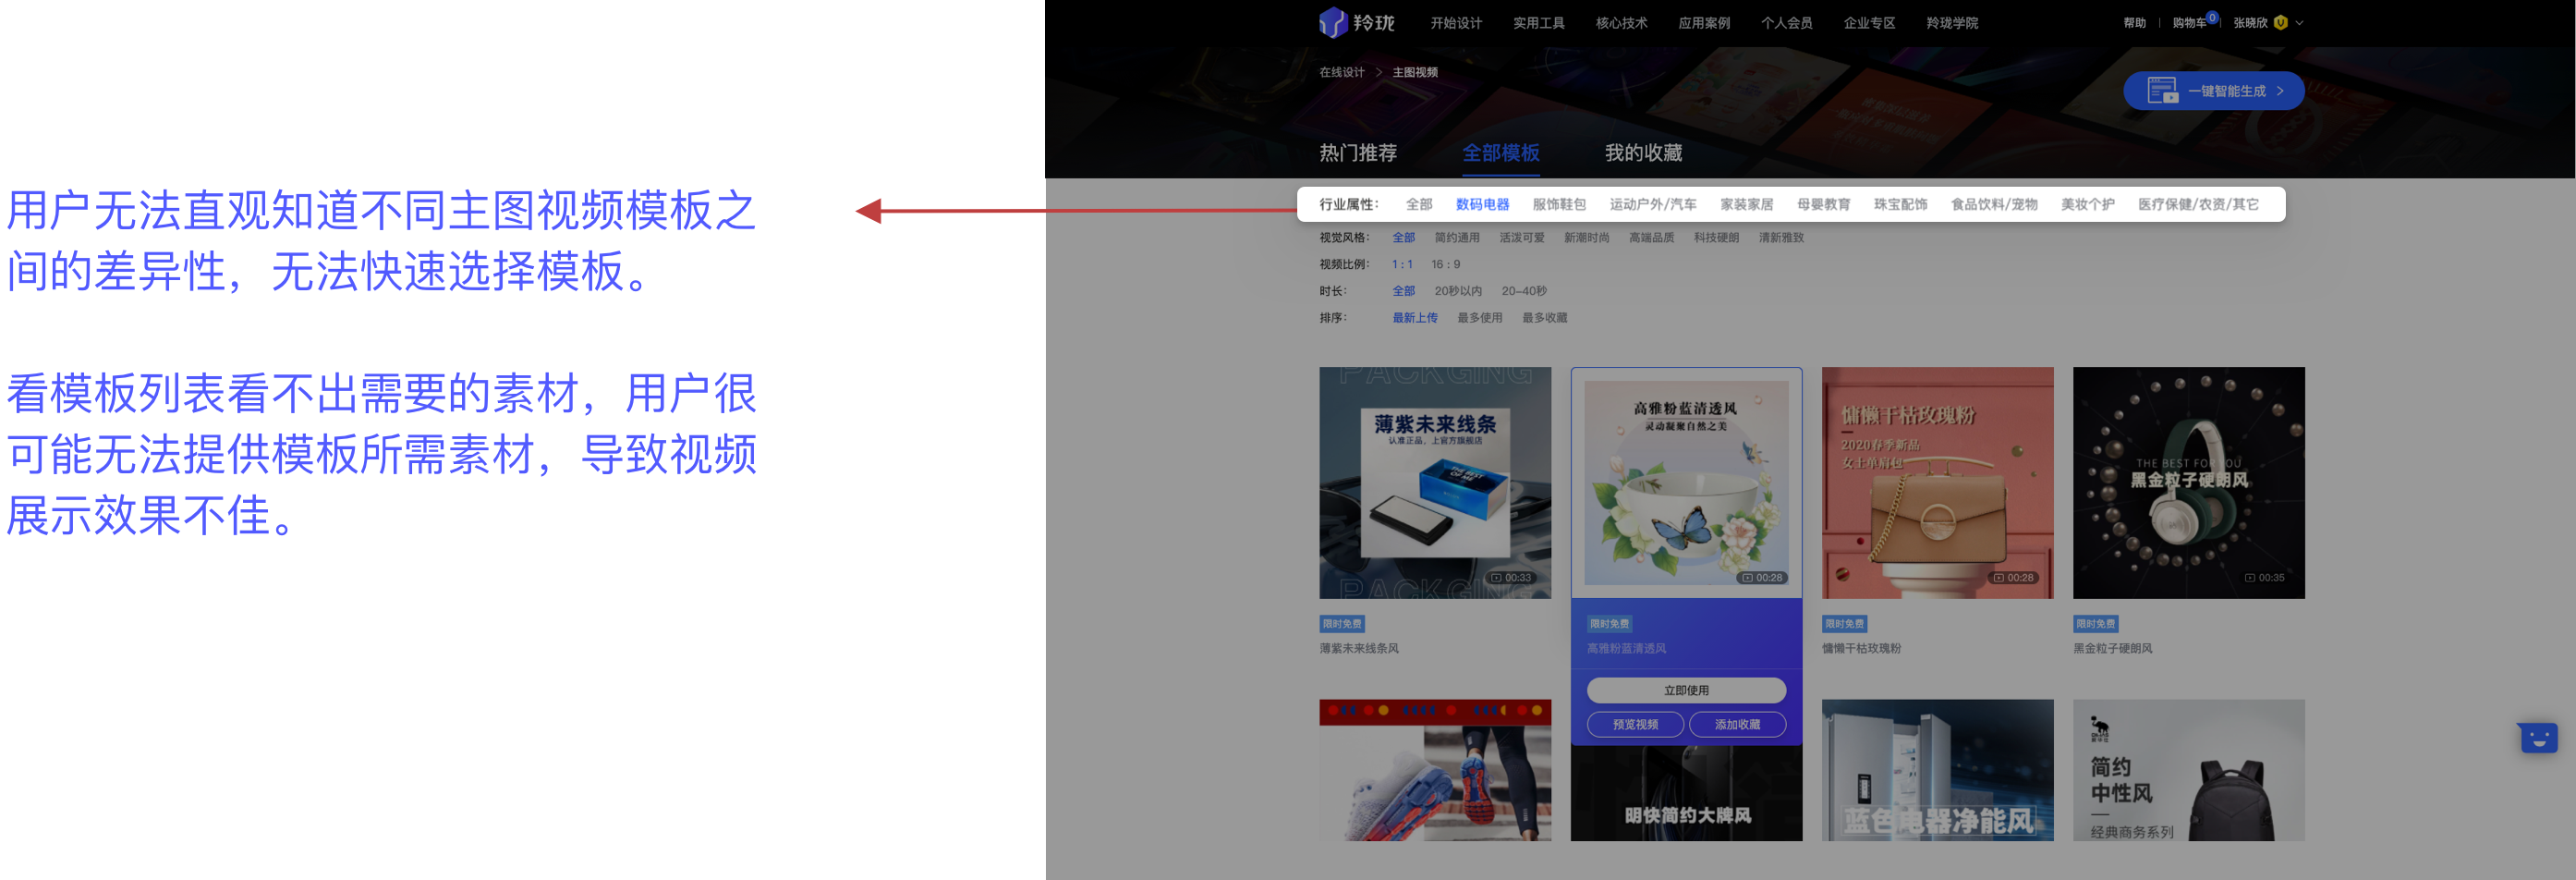 用户无法直观知道不同主图视频模板之
间的差异性，无法快速选择模板。
看模板列表看不出需要的素材，用户很
可能无法提供模板所需素材，导致视频
展示效果不佳。
羚珑 开始设计 实用工具 核心技术 应用案例 个人会员 企业专区 羚珑学院 帮助 购物车 0 张晓欣
在线设计 > 主图视频
一键智能生成 >
热门推荐 全部模板 我的收藏
行业属性： 全部 数码电器 服饰鞋包 运动户外/汽车 家装家居 母婴教育 珠宝配饰 食品饮料/宠物 美妆个护 医疗保健/农资/其它
视觉风格： 全部 简约通用 活泼可爱 新潮时尚 高端品质 科技硬朗 清新雅致
视频比例： 1 : 1 16 : 9
时长： 全部 20秒以内 20-40秒
排序： 最新上传 最多使用 最多收藏
PACKGING
薄紫未来线条
认准正品，上官方旗舰店
THE BEST
OF ME
00:33
PACKGING
限时免费
薄紫未来线条风
高雅粉蓝清透风
灵动凝聚自然之美
00:28
限时免费
高雅粉蓝清透风
立即使用
预览视频 添加收藏
慵懒干枯玫瑰粉
2020春季新品
女士单肩包
00:28
限时免费
慵懒干枯玫瑰粉
THE BEST FOR YOU
黑金粒子硬朗风
00:35
限时免费
黑金粒子硬朗风
明快简约大牌风
蓝色电器净能风
简约
中性风
经典商务系列